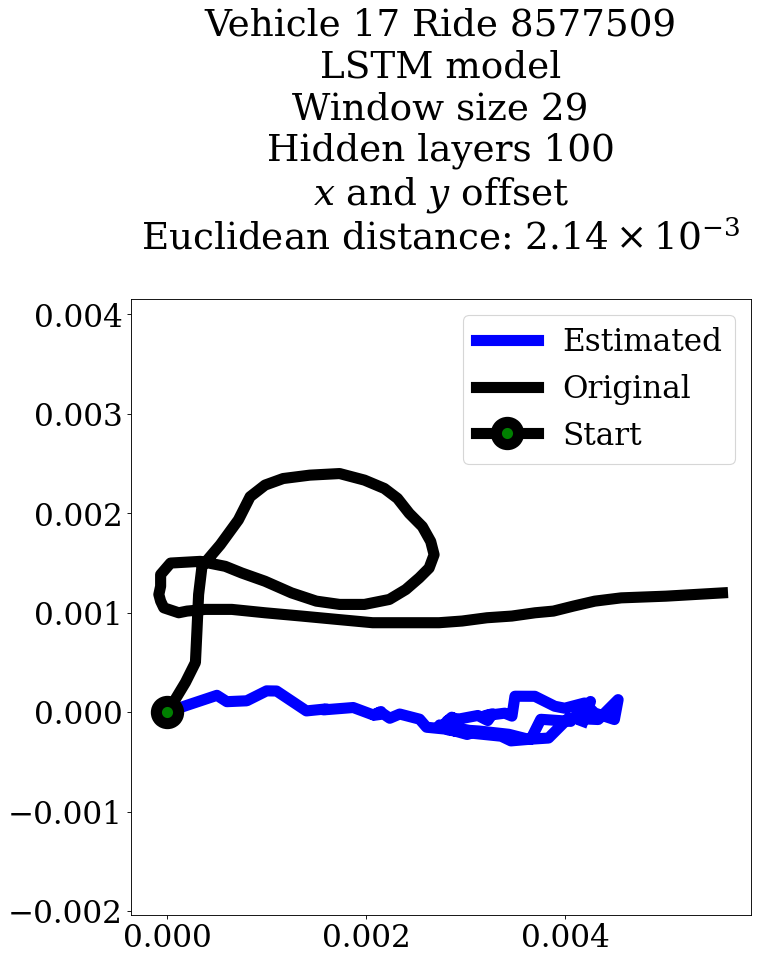 Vehicle 17 Ride 8577509
LSTM model
Window size 29
Hidden layers 100
x and y offset
Euclidean distance: 2.14 × 10⁻³
Estimated
Original
Start
0.004
0.003
0.002
0.001
0.000
−0.001
−0.002
0.000 0.002 0.004